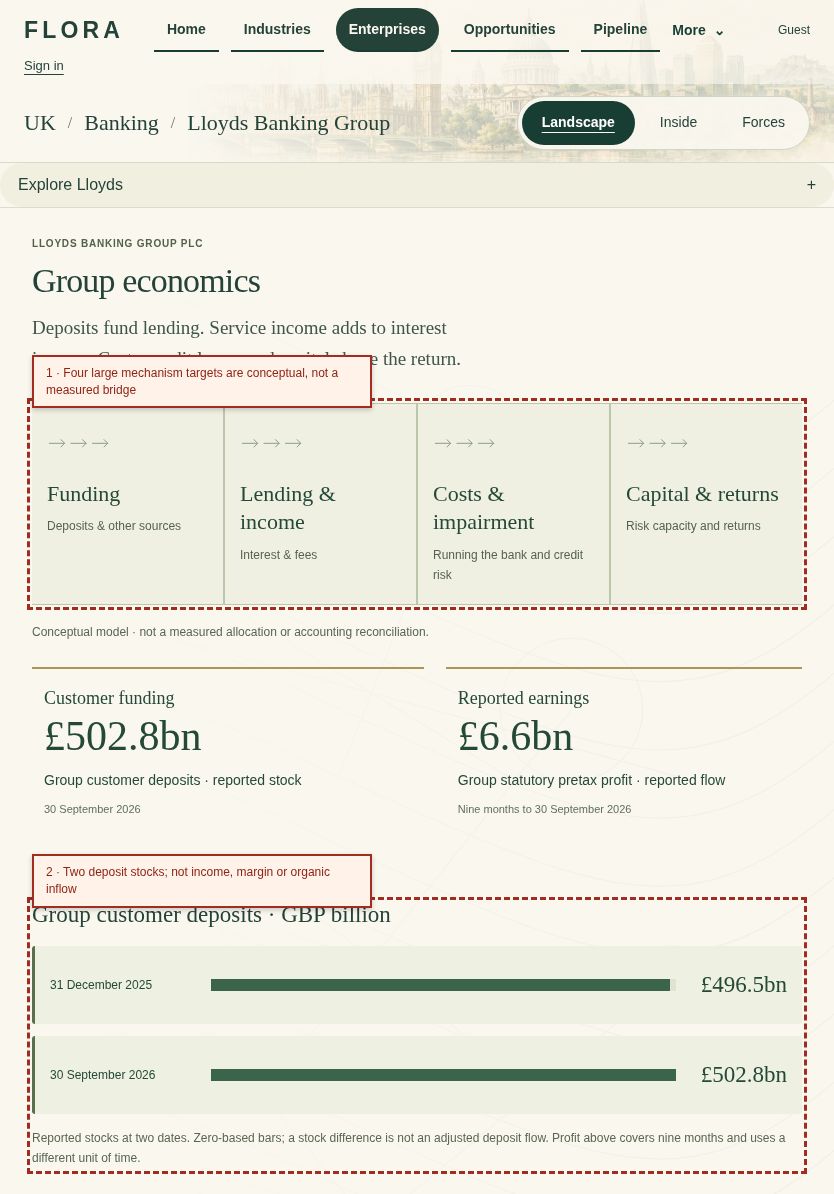 FLORA
Home
Industries
Enterprises
Opportunities
Pipeline
More
Guest
Sign in
UK / Banking / Lloyds Banking Group
Landscape
Inside
Forces
Explore Lloyds
+
LLOYDS BANKING GROUP PLC
Group economics
Deposits fund lending. Service income adds to interest
the return.
1 · Four large mechanism targets are conceptual, not a
measured bridge
Funding
Deposits & other sources
Lending &
income
Interest & fees
Costs &
impairment
Running the bank and credit
risk
Capital & returns
Risk capacity and returns
Conceptual model · not a measured allocation or accounting reconciliation.
Customer funding
£502.8bn
Group customer deposits · reported stock
30 September 2026
Reported earnings
£6.6bn
Group statutory pretax profit · reported flow
Nine months to 30 September 2026
2 · Two deposit stocks; not income, margin or organic
inflow
Group customer deposits · GBP billion
31 December 2025
£496.5bn
30 September 2026
£502.8bn
Reported stocks at two dates. Zero-based bars; a stock difference is not an adjusted deposit flow. Profit above covers nine months and uses a
different unit of time.